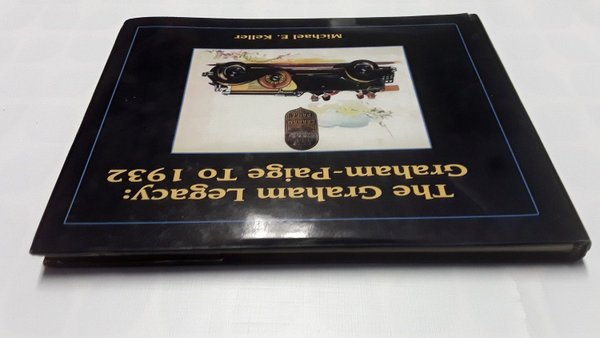 The Graham Legacy:
Graham-Paige To 1932
Michael E. Keller